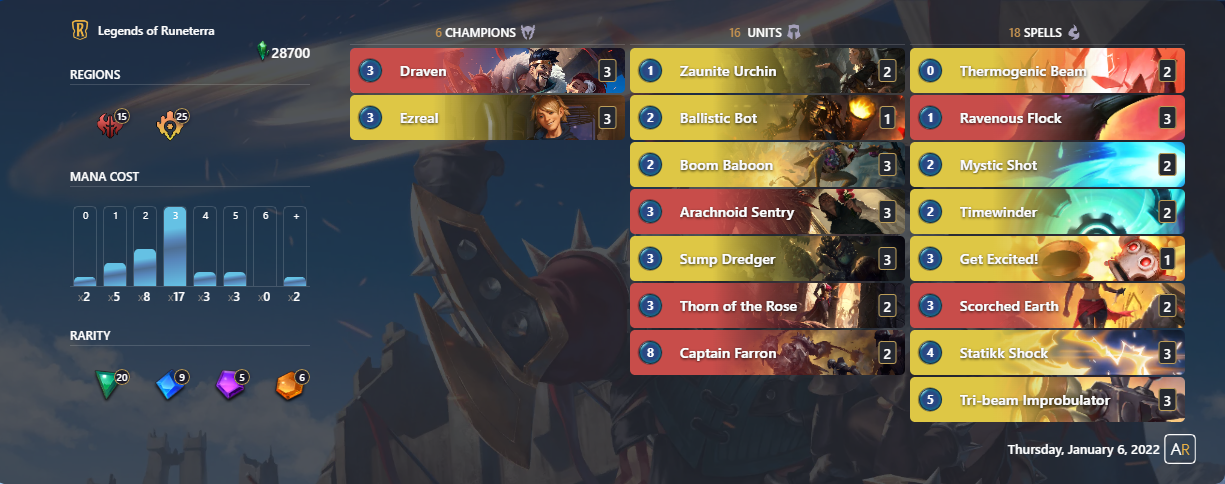 Legends of Runeterra
28700
REGIONS
15
25
MANA COST
0 1 2 3 4 5 6 +
x2 x5 x8 x17 x3 x3 x0 x2
RARITY
20
9
5
6
6 CHAMPIONS
3 Draven 3
3 Ezreal 3
16 UNITS
1 Zaunite Urchin 2
2 Ballistic Bot 1
2 Boom Baboon 3
3 Arachnoid Sentry 3
3 Sump Dredger 3
3 Thorn of the Rose 2
8 Captain Farron 2
18 SPELLS
0 Thermogenic Beam 2
1 Ravenous Flock 3
2 Mystic Shot 2
2 Timewinder 2
3 Get Excited! 1
3 Scorched Earth 2
4 Statikk Shock 3
5 Tri-beam Improbulator 3
Thursday, January 6, 2022
AR